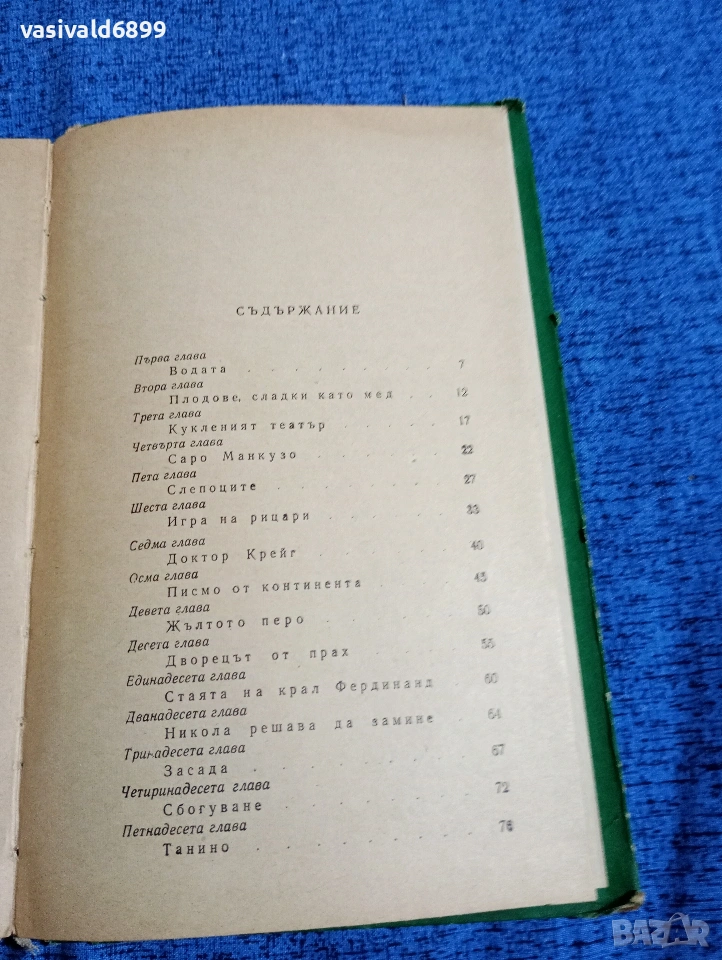 vasivald6899
СЪДЪРЖАНИЕ
Първа глава
Водата . . . . . . . . . 7
Втора глава
Плодове, сладки като мед . . 12
Трета глава
Кукленият театър . . . . 17
Четвърта глава
Саро Манкузо . . . . . 22
Пета глава
Слепоците . . . . . . . 27
Шеста глава
Игра на рицари . . . . . 33
Седма глава
Доктор Крейг . . . . . 40
Осма глава
Писмо от континента . . . 45
Девета глава
Жълтото перо . . . . . 50
Десета глава
Дворецът от прах . . . . 55
Единадесета глава
Стаята на крал Фердинанд . 60
Дванадесета глава
Никола решава да замине . 64
Тринадесета глава
Засада . . . . . . . . 67
Четиринадесета глава
Сбогуване . . . . . . . 72
Петнадесета глава
Танино . . . . . . . . 76
BAZAR